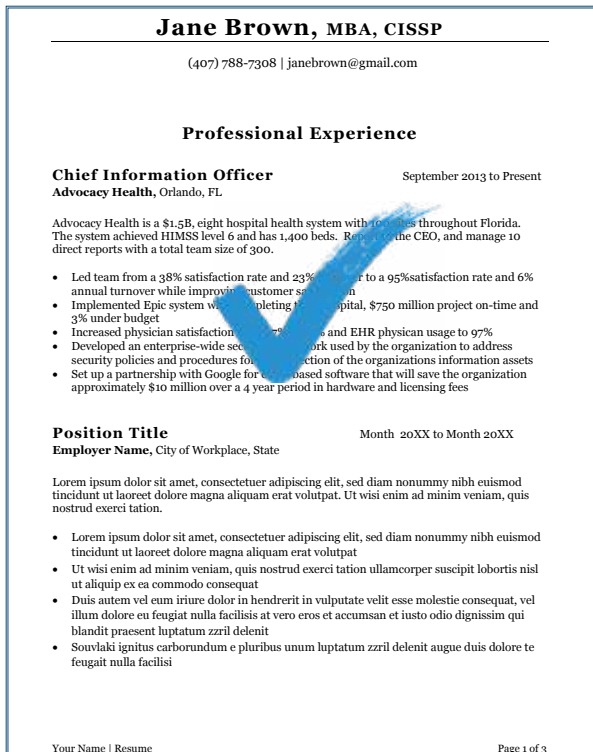 Jane Brown, MBA, CISSP
(407) 788-7308 | janebrown@gmail.com
Professional Experience
Chief Information Officer September 2013 to Present
Advocacy Health, Orlando, FL
Advocacy Health is a $1.5B, eight hospital health system with throughout Florida.
The system achieved HIMSS level 6 and has 1,400 beds. the CEO, and manage 10
direct reports with a total team size of 300.
• Led team from a 38% satisfaction rate and 23% to a 95%satisfaction rate and 6%
annual turnover while improving customer
• Implemented Epic system $750 million project on-time and
3% under budget
• Increased physician satisfaction and EHR physican usage to 97%
• Developed an enterprise-wide used by the organization to address
security policies and procedures of the organizations information assets
• Set up a partnership with Google for based software that will save the organization
approximately $10 million over a 4 year period in hardware and licensing fees
Position Title Month 20XX to Month 20XX
Employer Name, City of Workplace, State
Lorem ipsum dolor sit amet, consectetuer adipiscing elit, sed diam nonummy nibh euismod
tincidunt ut laoreet dolore magna aliquam erat volutpat. Ut wisi enim ad minim veniam, quis
nostrud exerci tation.
• Lorem ipsum dolor sit amet, consectetuer adipiscing elit, sed diam nonummy nibh euismod
tincidunt ut laoreet dolore magna aliquam erat volutpat
• Ut wisi enim ad minim veniam, quis nostrud exerci tation ullamcorper suscipit lobortis nisl
ut aliquip ex ea commodo consequat
• Duis autem vel eum iriure dolor in hendrerit in vulputate velit esse molestie consequat, vel
illum dolore eu feugiat nulla facilisis at vero eros et accumsan et iusto odio dignissim qui
blandit praesent luptatum zzril delenit
• Souvlaki ignitus carborundum e pluribus unum luptatum zzril delenit augue duis dolore te
feugait nulla facilisi
Your Name | Resume Page 1 of 3